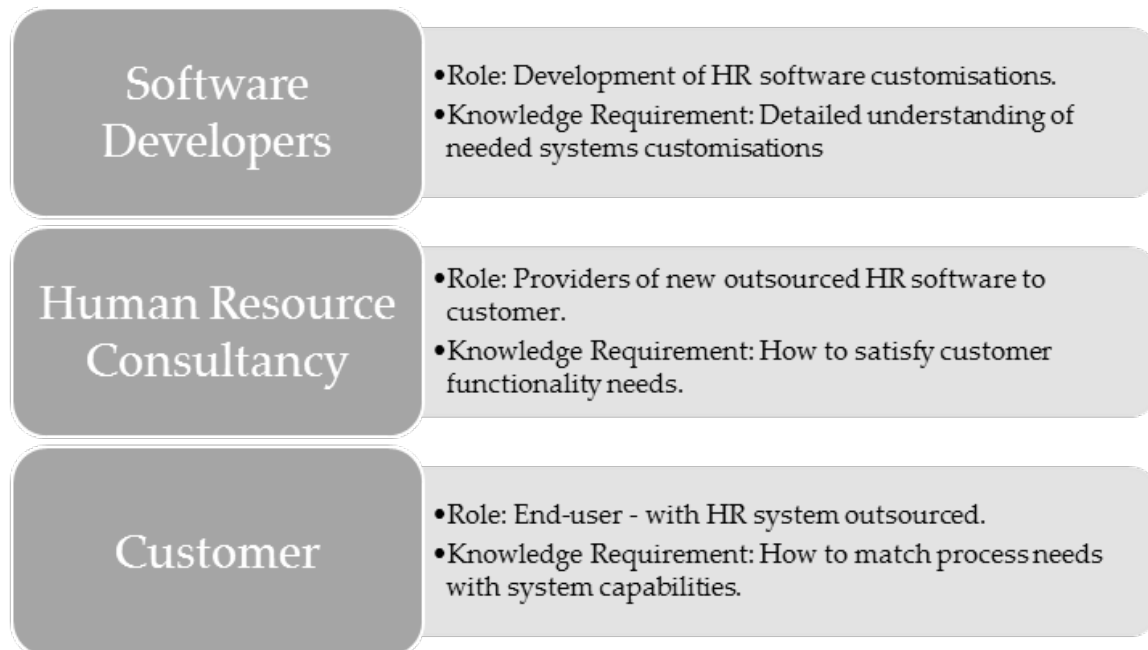 Software
Developers
•Role: Development of HR software customisations.
•Knowledge Requirement: Detailed understanding of
needed systems customisations
Human Resource
Consultancy
•Role: Providers of new outsourced HR software to
customer.
•Knowledge Requirement: How to satisfy customer
functionality needs.
Customer
•Role: End-user - with HR system outsourced.
•Knowledge Requirement: How to match process needs
with system capabilities.